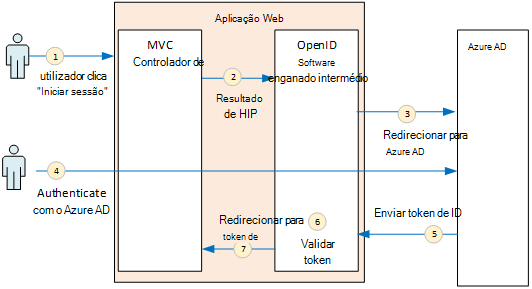 Aplicação Web
MVC
Controlador de
OpenID
Software
enganado intermédio
Azure AD
1
utilizador clica
"Iniciar sessão"
2
Resultado
de HIP
3
Redirecionar para
Azure AD
4
Authenticate
com o Azure AD
Enviar token de ID
5
Redirecionar para
token de
7
6
Validar
token